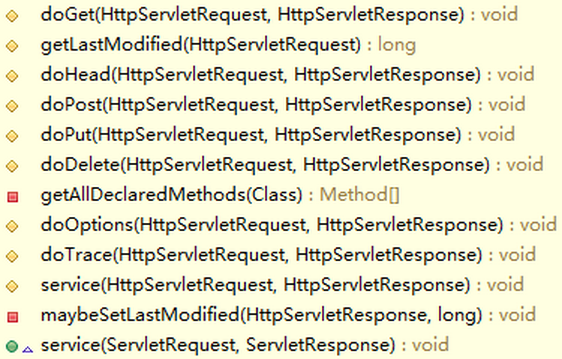 doGet(HttpServletRequest, HttpServletResponse) : void
getLastModified(HttpServletRequest) : long
doHead(HttpServletRequest, HttpServletResponse) : void
doPost(HttpServletRequest, HttpServletResponse) : void
doPut(HttpServletRequest, HttpServletResponse) : void
doDelete(HttpServletRequest, HttpServletResponse) : void
getAllDeclaredMethods(Class) : Method[]
doOptions(HttpServletRequest, HttpServletResponse) : void
doTrace(HttpServletRequest, HttpServletResponse) : void
service(HttpServletRequest, HttpServletResponse) : void
maybeSetLastModified(HttpServletResponse, long) : void
service(ServletRequest, ServletResponse) : void